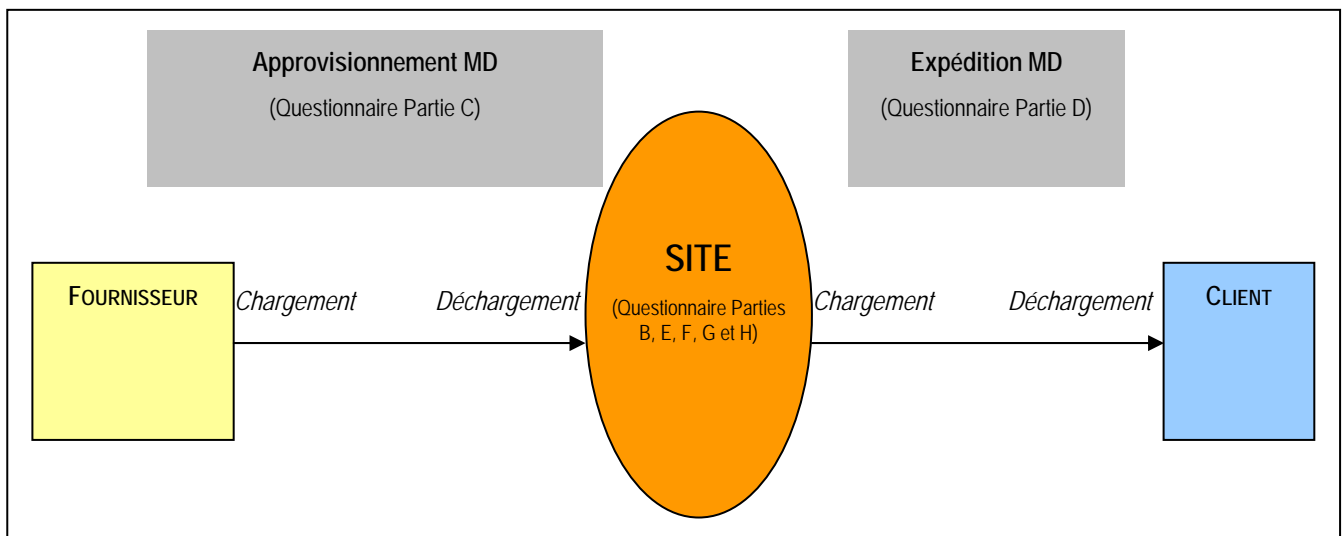 Approvisionnement MD
(Questionnaire Partie C)
Expédition MD
(Questionnaire Partie D)
FOURNISSEUR
Chargement
Déchargement
SITE
(Questionnaire Parties
B, E, F, G et H)
Chargement
Déchargement
CLIENT